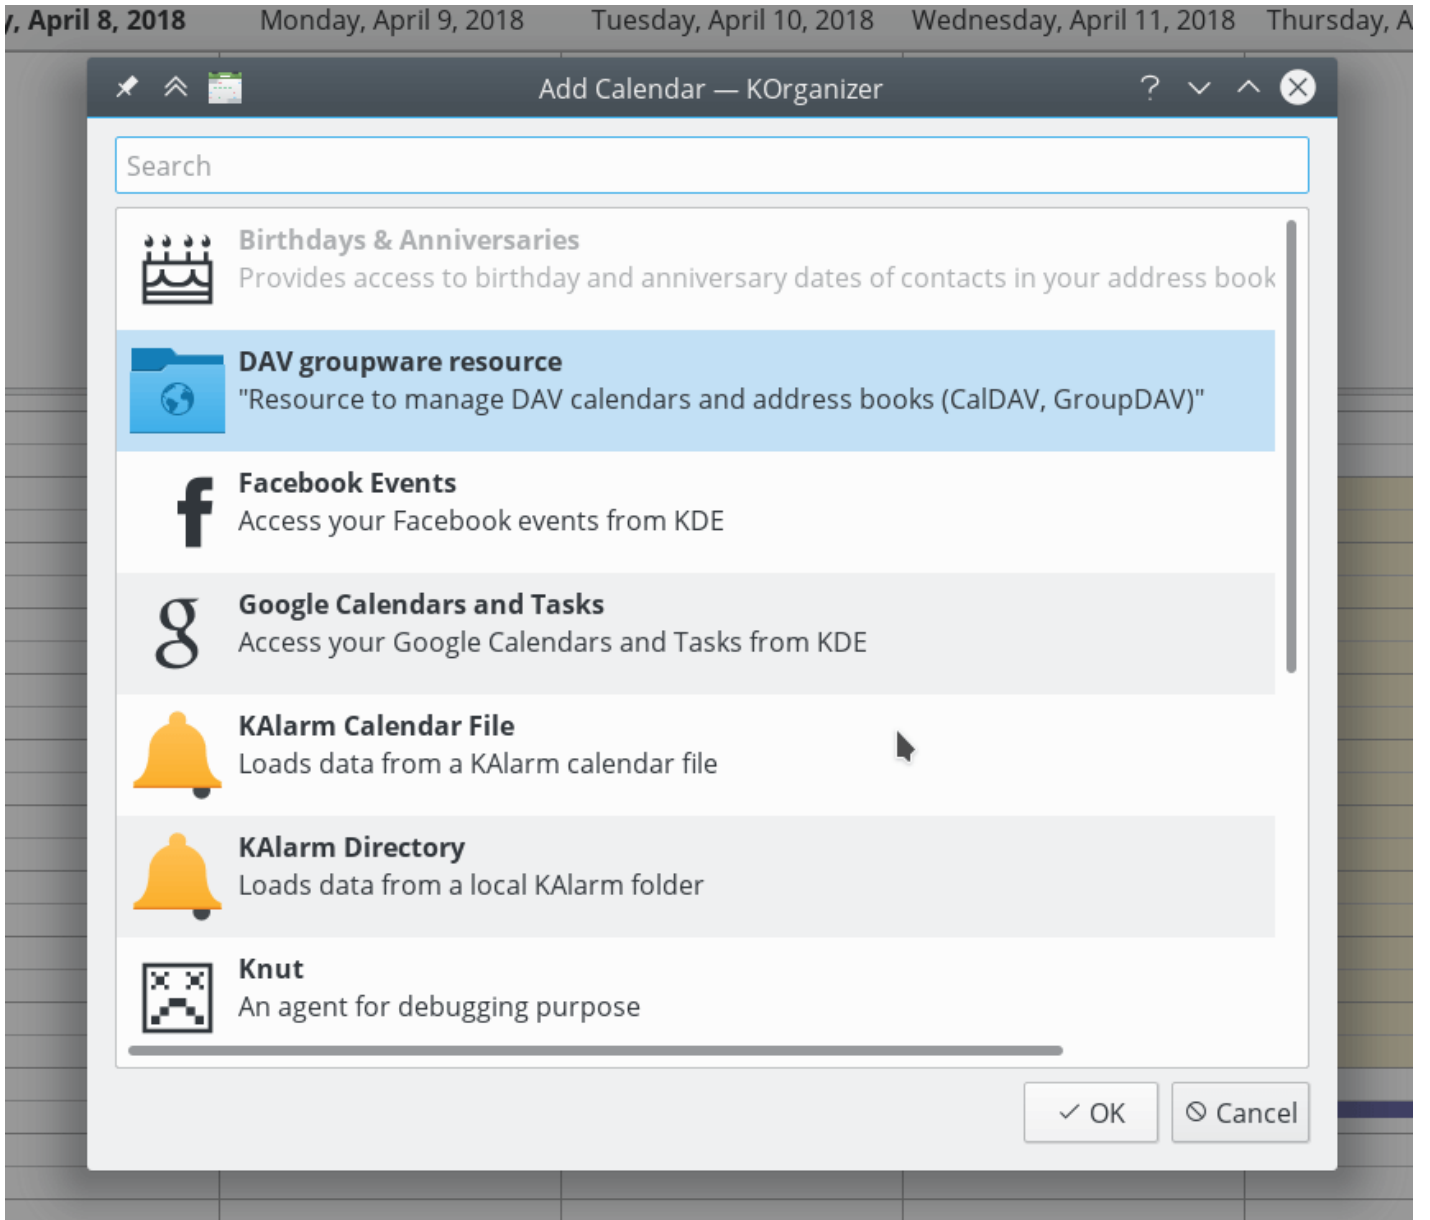 , April 8, 2018 Monday, April 9, 2018 Tuesday, April 10, 2018 Wednesday, April 11, 2018 Thursday, A
Add Calendar — KOrganizer
Search
Birthdays & Anniversaries
Provides access to birthday and anniversary dates of contacts in your address book
DAV groupware resource
"Resource to manage DAV calendars and address books (CalDAV, GroupDAV)"
Facebook Events
Access your Facebook events from KDE
Google Calendars and Tasks
Access your Google Calendars and Tasks from KDE
KAlarm Calendar File
Loads data from a KAlarm calendar file
KAlarm Directory
Loads data from a local KAlarm folder
Knut
An agent for debugging purpose
OK Cancel